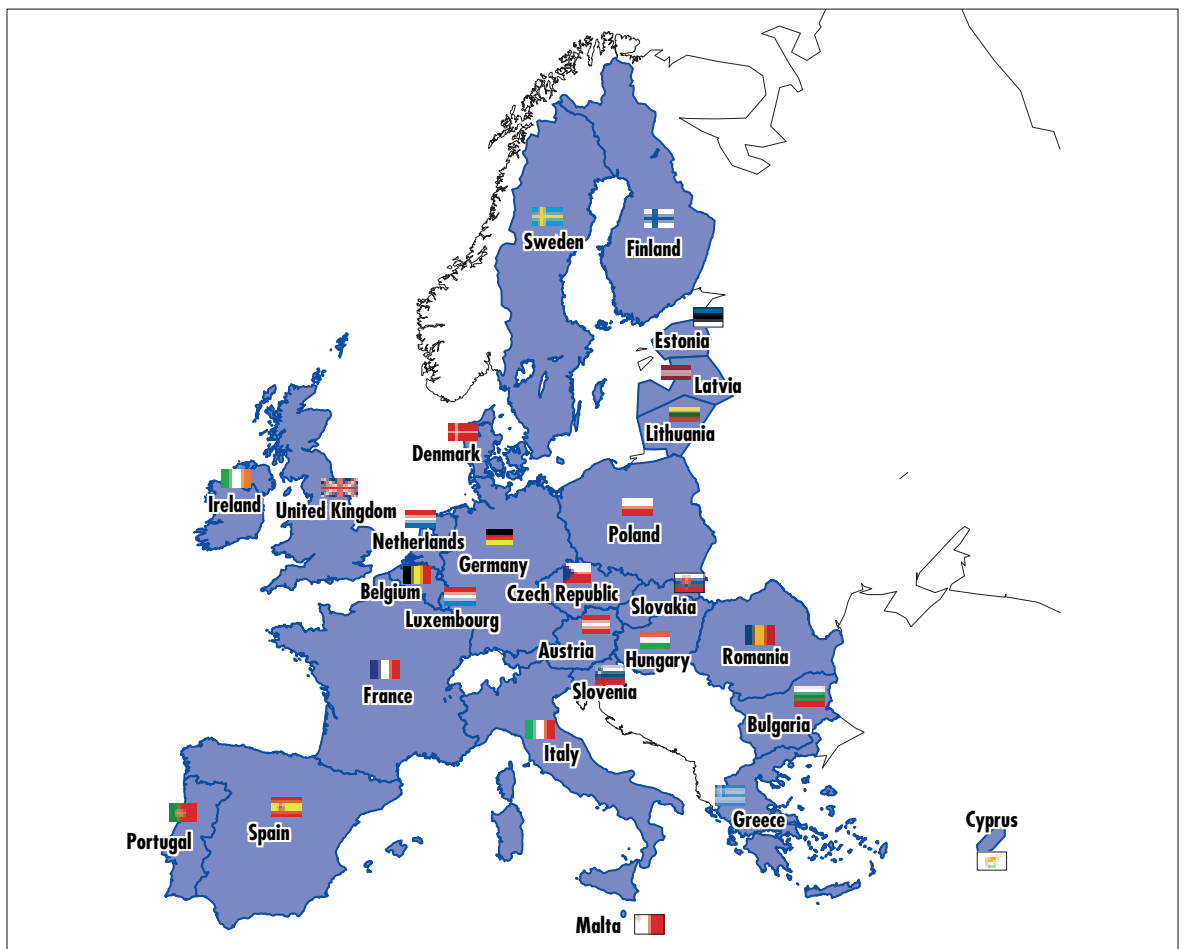 Sweden
Finland
Estonia
Latvia
Lithuania
Denmark
Ireland
United Kingdom
Netherlands
Poland
Germany
Belgium
Czech Republic
Slovakia
Luxembourg
Austria
Hungary
Romania
France
Slovenia
Bulgaria
Italy
Greece
Cyprus
Portugal
Spain
Malta